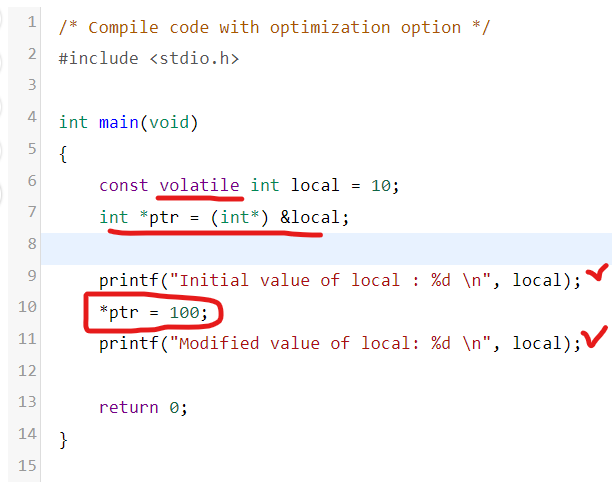 1 /* Compile code with optimization option */
2 #include <stdio.h>
3
4 int main(void)
5 {
6     const volatile int local = 10;
7     int *ptr = (int*) &local;
8
9     printf("Initial value of local : %d \n", local);
10     *ptr = 100;
11     printf("Modified value of local: %d \n", local);
12
13     return 0;
14 }
15